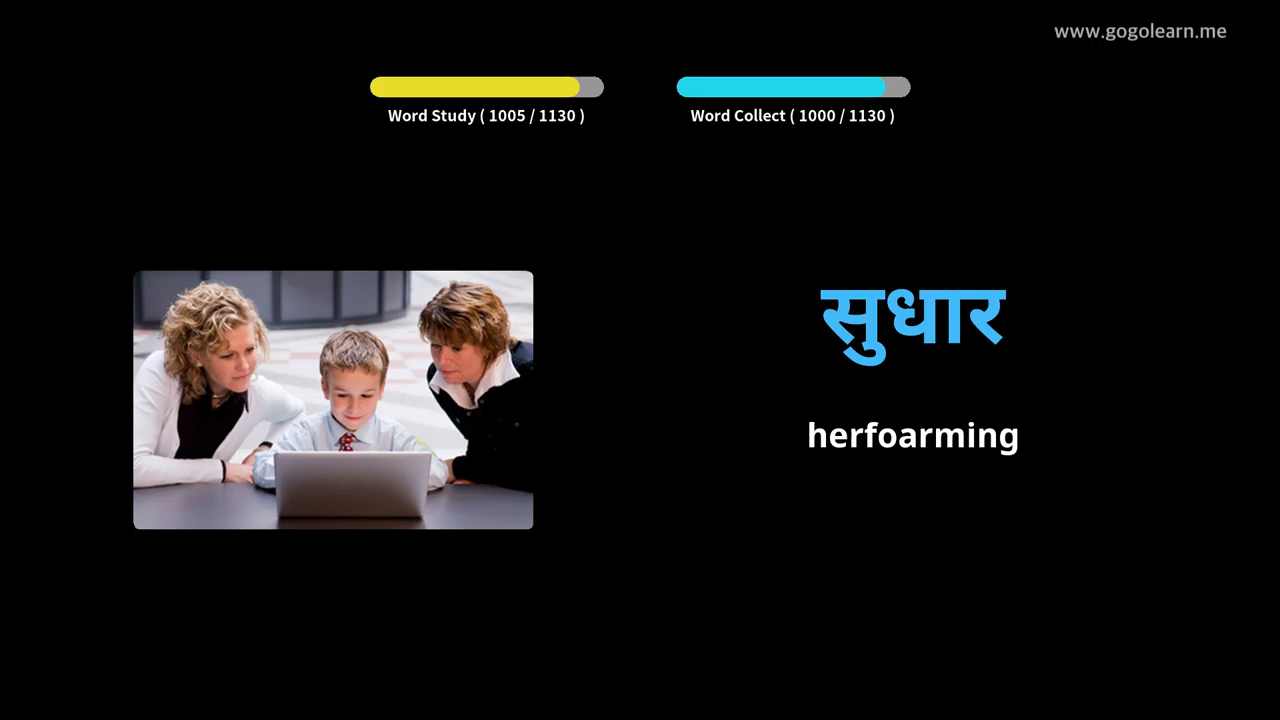 www.gogolearn.me
Word Study ( 1005 / 1130 )
Word Collect ( 1000 / 1130 )
सुधार
herfoarming